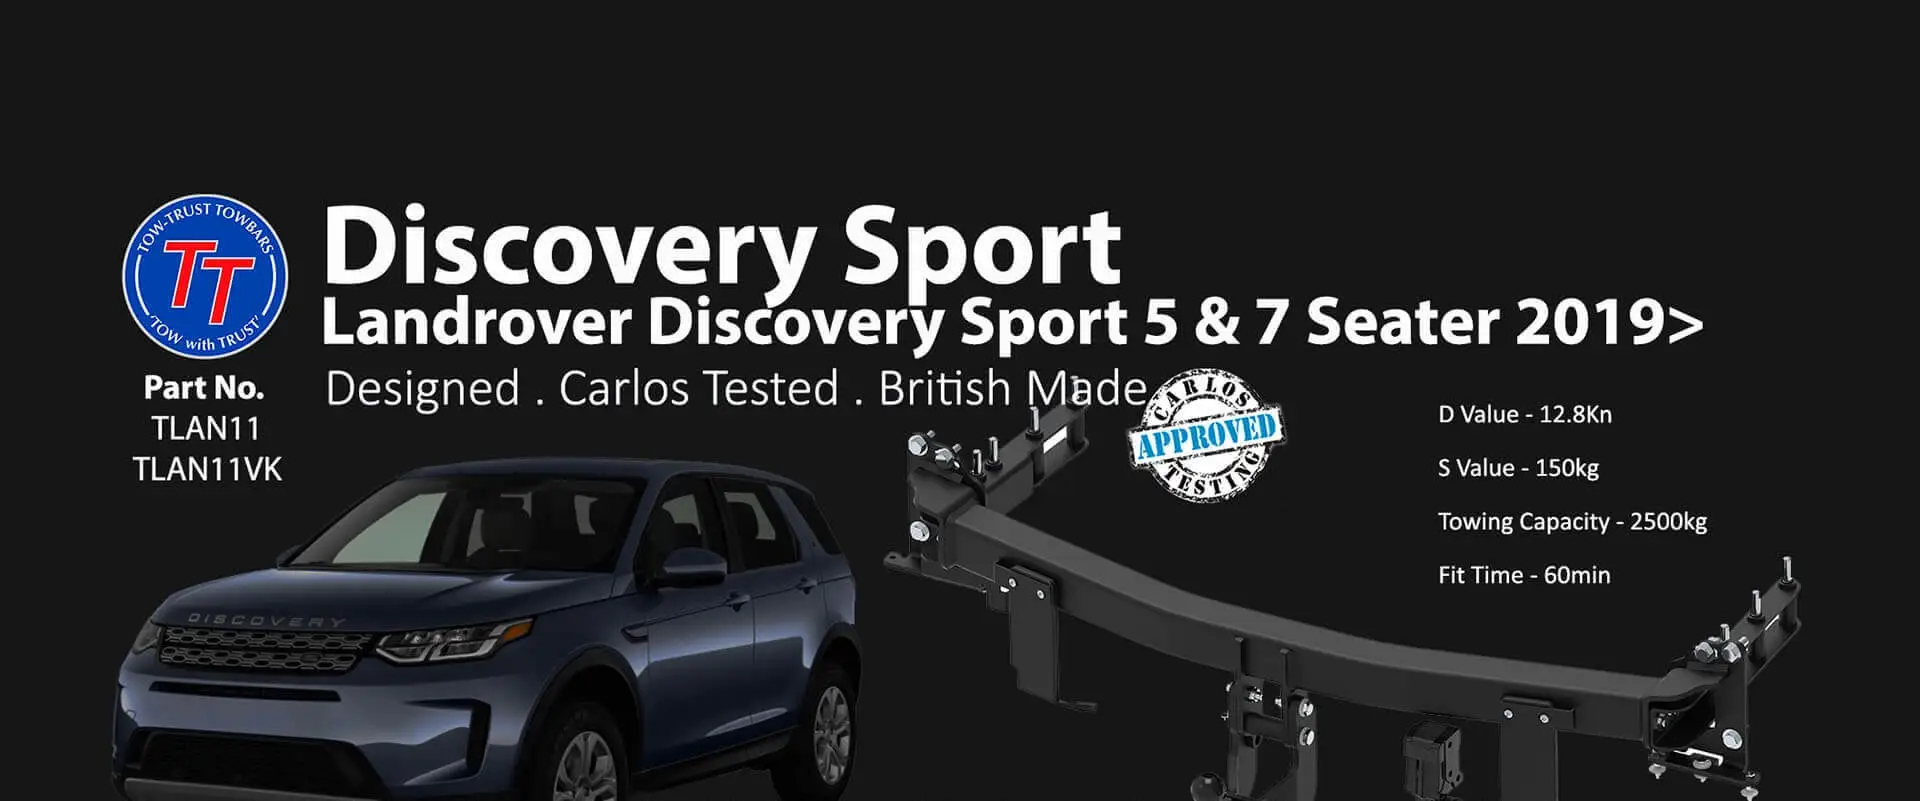 TOW-TRUST TOWBARS
TT
'TOW with TRUST'
Discovery Sport
Landrover Discovery Sport 5 & 7 Seater 2019>
Designed . Carlos Tested . British Made
Part No.
TLAN11
TLAN11VK
CARLOS
APPROVED
TESTING
D Value - 12.8Kn
S Value - 150kg
Towing Capacity - 2500kg
Fit Time - 60min
DISCOVERY